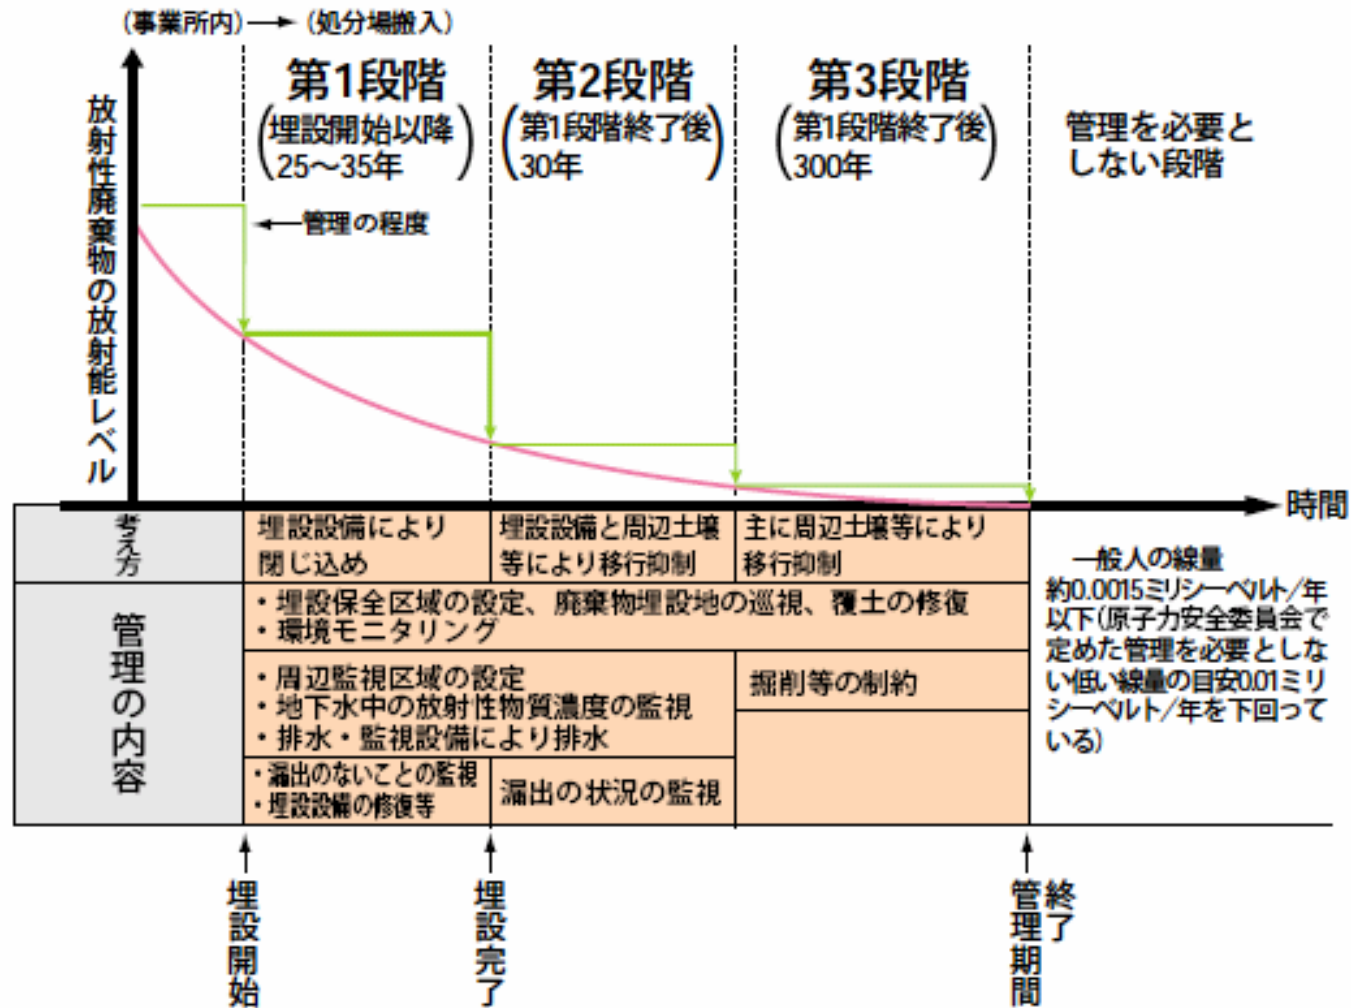 （事業所内）→（処分場搬入）
放射性廃棄物の放射能レベル
第1段階
（埋設開始以降
25～35年）
第2段階
（第1段階終了後
30年）
第3段階
（第1段階終了後
300年）
管理を必要と
しない段階
←管理の程度
時間
考え方
埋設設備により
閉じ込め
埋設設備と周辺土壌
等により移行抑制
主に周辺土壌等により
移行抑制
管理の内容
・埋設保全区域の設定、廃棄物埋設地の巡視、覆土の修復
・環境モニタリング
・周辺監視区域の設定
・地下水中の放射性物質濃度の監視
・排水・監視設備により排水
掘削等の制約
・漏出のないことの監視
・埋設設備の修復等
漏出の状況の監視
一般人の線量
約0.0015ミリシーベルト/年
以下（原子力安全委員会で
定めた管理を必要としな
い低い線量の目安0.01ミリ
シーベルト/年を下回って
いる）
埋設開始
埋設完了
管理期間
終了